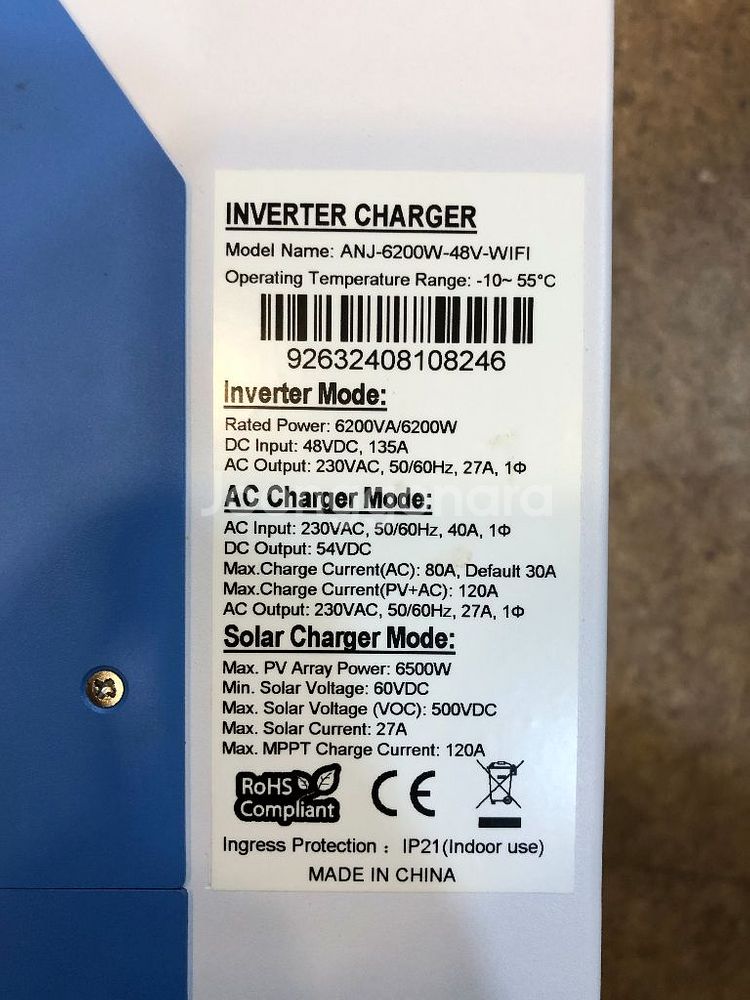 INVERTER CHARGER
Model Name: ANJ-6200W-48V-WIFI
Operating Temperature Range: -10~ 55°C
92632408108246
Inverter Mode:
Rated Power: 6200VA/6200W
DC Input: 48VDC, 135A
AC Output: 230VAC, 50/60Hz, 27A, 1Φ
AC Charger Mode:
AC Input: 230VAC, 50/60Hz, 40A, 1Φ
DC Output: 54VDC
Max.Charge Current(AC): 80A, Default 30A
Max.Charge Current(PV+AC): 120A
AC Output: 230VAC, 50/60Hz, 27A, 1Φ
Solar Charger Mode:
Max. PV Array Power: 6500W
Min. Solar Voltage: 60VDC
Max. Solar Voltage (VOC): 500VDC
Max. Solar Current: 27A
Max. MPPT Charge Current: 120A
RoHS
Compliant
CE
Ingress Protection : IP21(Indoor use)
MADE IN CHINA